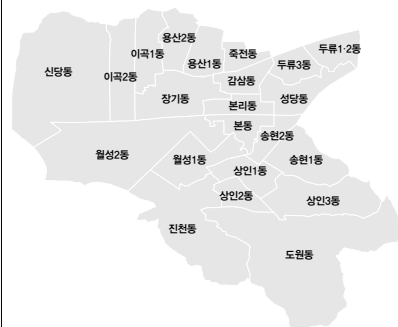 용산2동
이곡1동
두류1·2동
죽전동
용산1동
두류3동
신당동
이곡2동
감삼동
장기동
성당동
본리동
본동
송현2동
월성2동
월성1동
송현1동
상인1동
상인2동
상인3동
진천동
도원동